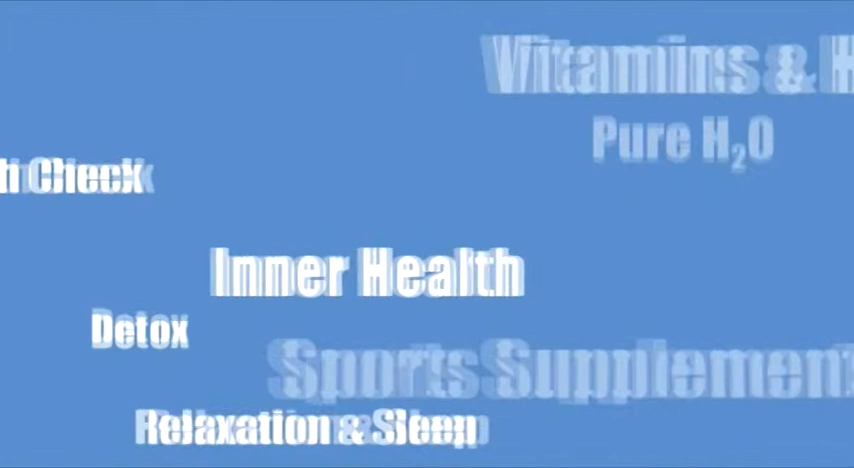 Vitamins & H
Pure H₂O
h Check
Inner Health
Detox
Sports Supplement
Relaxation & Sleep